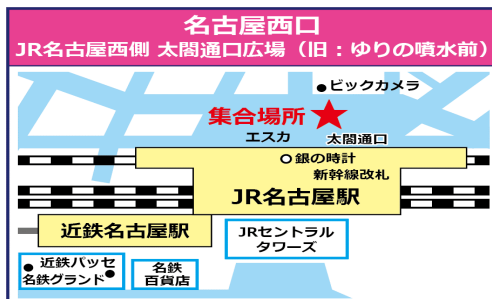 名古屋西口
JR名古屋西側 太閤通口広場（旧：ゆりの噴水前）
ビックカメラ
集合場所
エスカ
太閤通口
銀の時計
新幹線改札
JR名古屋駅
近鉄名古屋駅
JRセントラル
タワーズ
近鉄パッセ
名鉄グランド
名鉄
百貨店